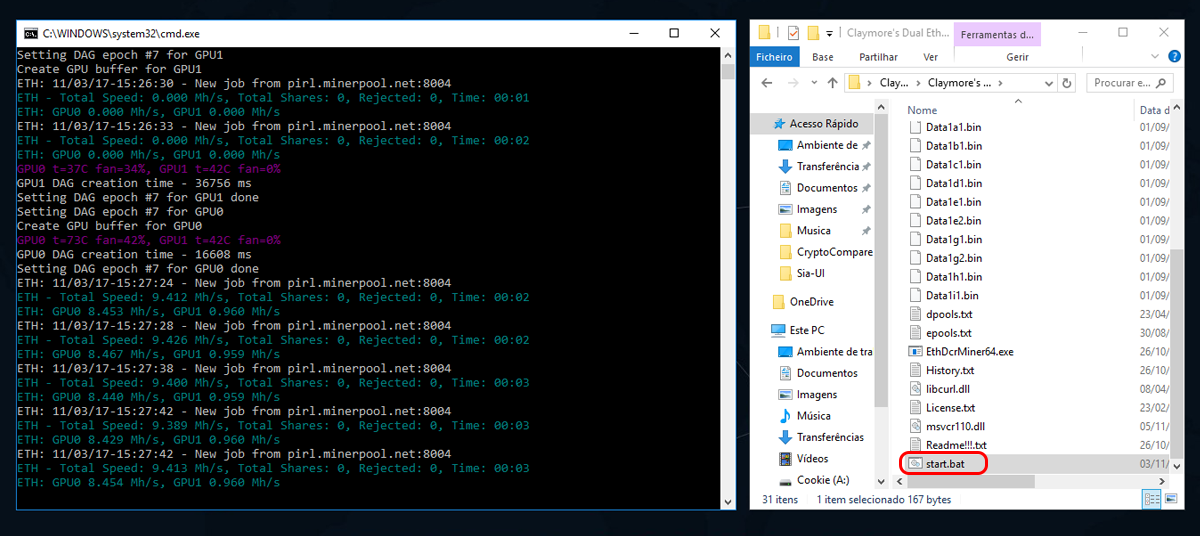 C:\WINDOWS\system32\cmd.exe
Setting DAG epoch #7 for GPU1
Create GPU buffer for GPU1
ETH: 11/03/17-15:26:30 - New job from pirl.minerpool.net:8004
ETH - Total Speed: 0.000 Mh/s, Total Shares: 0, Rejected: 0, Time: 00:01
ETH: GPU0 0.000 Mh/s, GPU1 0.000 Mh/s
ETH: 11/03/17-15:26:33 - New job from pirl.minerpool.net:8004
ETH - Total Speed: 0.000 Mh/s, Total Shares: 0, Rejected: 0, Time: 00:02
ETH: GPU0 0.000 Mh/s, GPU1 0.000 Mh/s
GPU0 t=37C fan=34%, GPU1 t=42C fan=0%
GPU1 DAG creation time - 36756 ms
Setting DAG epoch #7 for GPU1 done
Setting DAG epoch #7 for GPU0
Create GPU buffer for GPU0
GPU0 t=73C fan=42%, GPU1 t=42C fan=0%
GPU0 DAG creation time - 16608 ms
Setting DAG epoch #7 for GPU0 done
ETH: 11/03/17-15:27:24 - New job from pirl.minerpool.net:8004
ETH - Total Speed: 9.412 Mh/s, Total Shares: 0, Rejected: 0, Time: 00:02
ETH: GPU0 8.453 Mh/s, GPU1 0.960 Mh/s
ETH: 11/03/17-15:27:28 - New job from pirl.minerpool.net:8004
ETH - Total Speed: 9.426 Mh/s, Total Shares: 0, Rejected: 0, Time: 00:02
ETH: GPU0 8.467 Mh/s, GPU1 0.959 Mh/s
ETH: 11/03/17-15:27:38 - New job from pirl.minerpool.net:8004
ETH - Total Speed: 9.400 Mh/s, Total Shares: 0, Rejected: 0, Time: 00:03
ETH: GPU0 8.440 Mh/s, GPU1 0.959 Mh/s
ETH: 11/03/17-15:27:42 - New job from pirl.minerpool.net:8004
ETH - Total Speed: 9.389 Mh/s, Total Shares: 0, Rejected: 0, Time: 00:03
ETH: GPU0 8.429 Mh/s, GPU1 0.960 Mh/s
ETH: 11/03/17-15:27:42 - New job from pirl.minerpool.net:8004
ETH - Total Speed: 9.413 Mh/s, Total Shares: 0, Rejected: 0, Time: 00:03
ETH: GPU0 8.454 Mh/s, GPU1 0.960 Mh/s
Claymore's Dual Eth...
Ferramentas d...
Ficheiro Base Partilhar Ver Gerir
Clay... Claymore's ...
Procurar e...
Acesso Rápido
Ambiente de
Transferência
Documentos
Imagens
Musica
CryptoCompare
Sia-UI
OneDrive
Este PC
Ambiente de tra
Documentos
Imagens
Música
Transferências
Vídeos
Cookie (A:)
Nome Data d
Data1a1.bin 01/09/
Data1b1.bin 01/09/
Data1c1.bin 01/09/
Data1d1.bin 01/09/
Data1e1.bin 01/09/
Data1e2.bin 01/09/
Data1g1.bin 01/09/
Data1g2.bin 01/09/
Data1h1.bin 01/09/
Data1i1.bin 01/09/
dpools.txt 23/04/
epools.txt 30/08/
EthDcrMiner64.exe 26/10/
History.txt 26/10/
libcurl.dll 08/04/
License.txt 23/02/
msvcr110.dll 05/11/
Readme!!!.txt 26/10/
start.bat 03/11/
31 itens 1 item selecionado 167 bytes